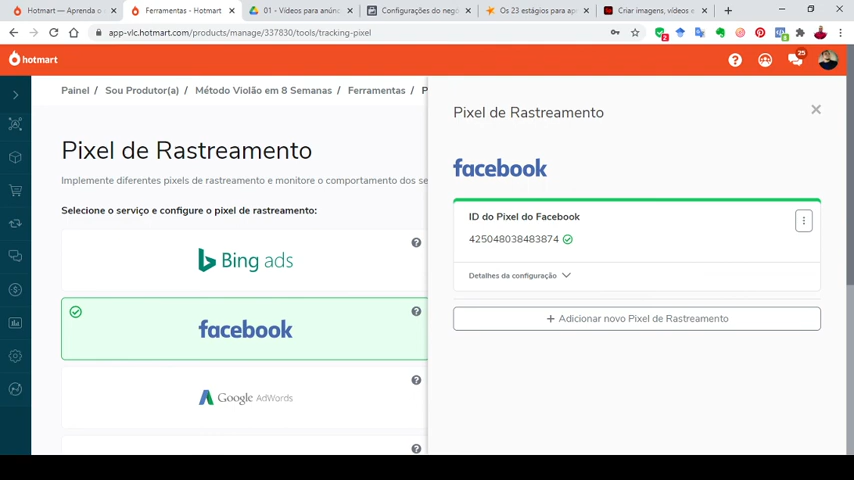 Hotmart — Aprenda o
Ferramentas - Hotmart
01 - Vídeos para anúnc
Configurações do negó
Os 23 estágios para apr
Criar imagens, vídeos e
app-vlc.hotmart.com/products/manage/337830/tools/tracking-pixel
hotmart
25
Painel / Sou Produtor(a) / Método Violão em 8 Semanas / Ferramentas / P
Pixel de Rastreamento
Implemente diferentes pixels de rastreamento e monitore o comportamento dos se
Selecione o serviço e configure o pixel de rastreamento:
Bing ads
facebook
Google AdWords
Pixel de Rastreamento
facebook
ID do Pixel do Facebook
425048038483874
Detalhes da configuração
+ Adicionar novo Pixel de Rastreamento